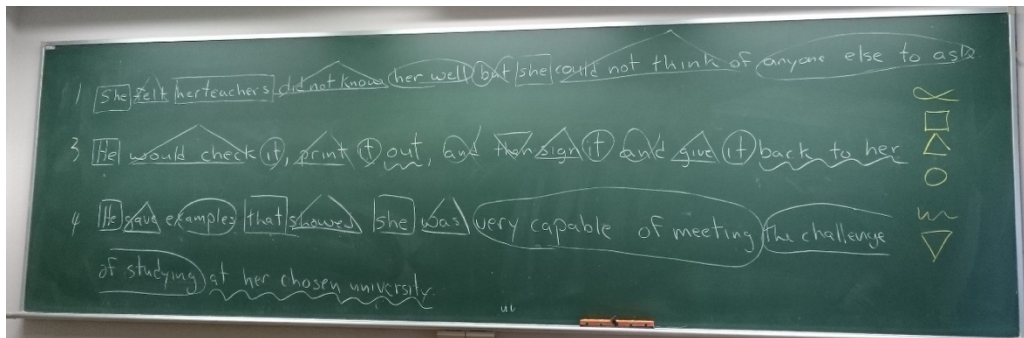 1 She felt her teachers did not know her well but she could not think of anyone else to ask
3 He would check it, print it out, and then sign it and give it back to her
4 He gave examples that showed she was very capable of meeting the challenge
of studying at her chosen university